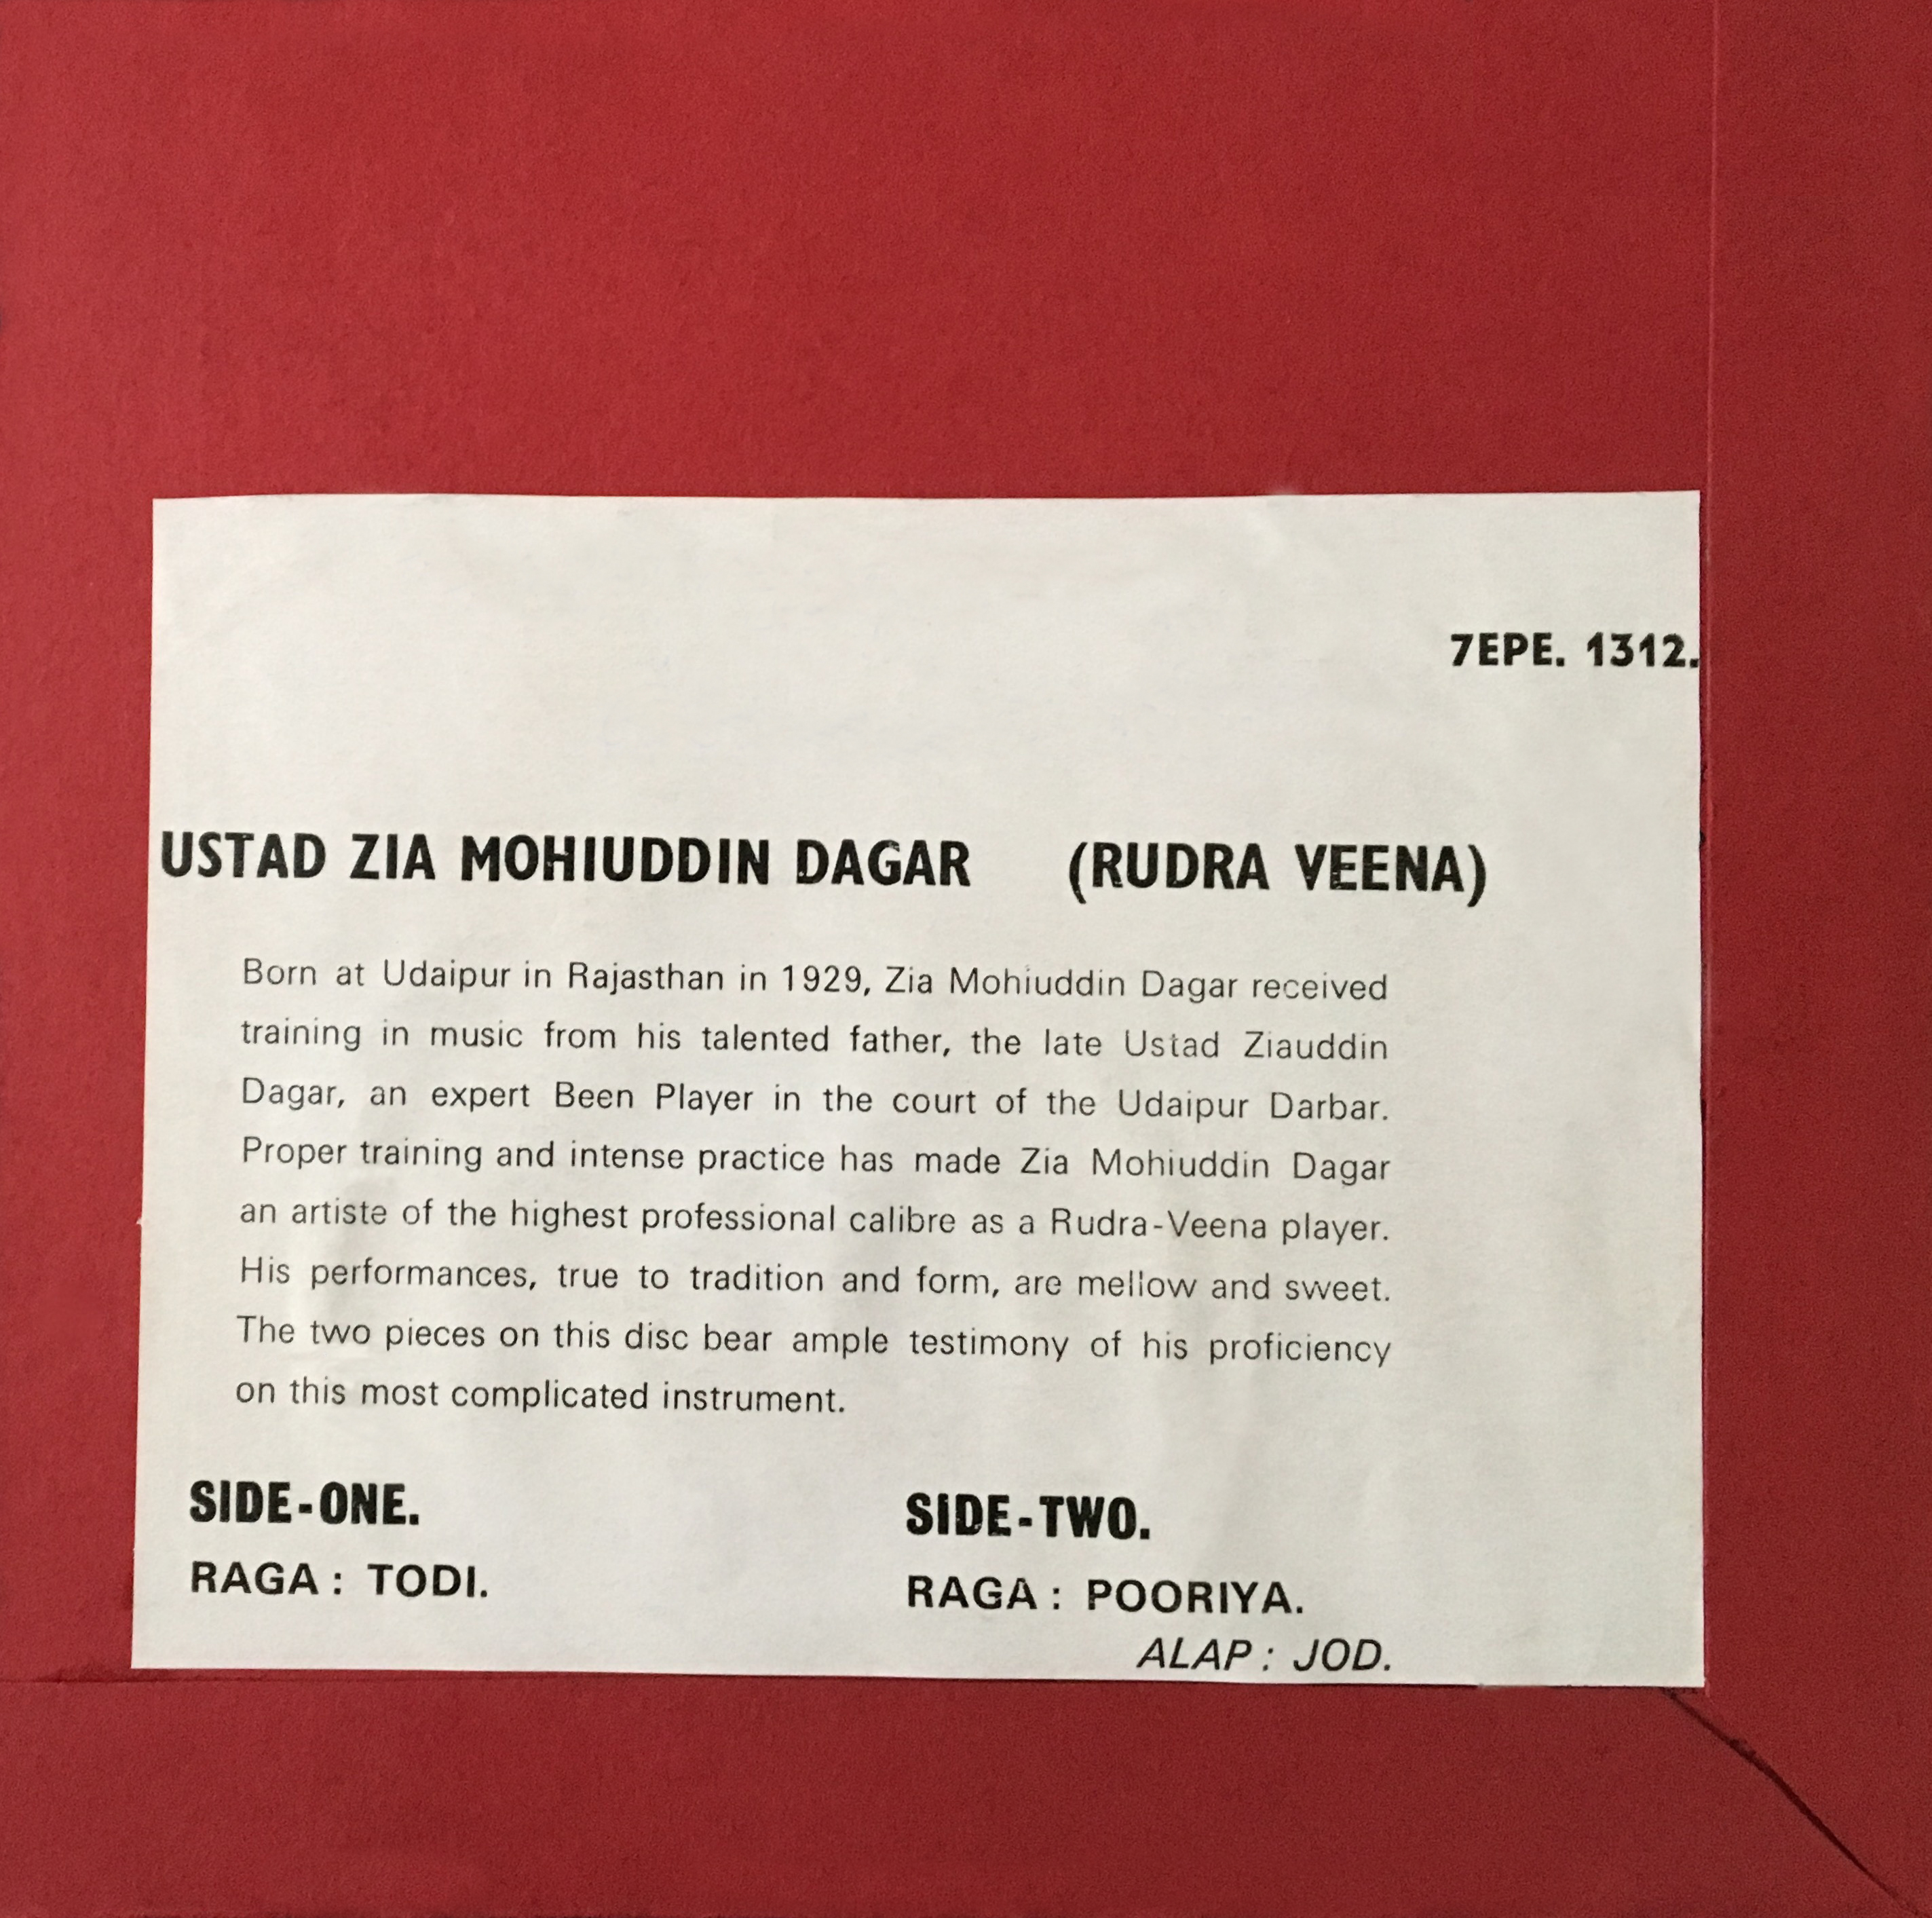 7EPE. 1312.
USTAD ZIA MOHIUDDIN DAGAR (RUDRA VEENA)
Born at Udaipur in Rajasthan in 1929, Zia Mohiuddin Dagar received
training in music from his talented father, the late Ustad Ziauddin
Dagar, an expert Been Player in the court of the Udaipur Darbar.
Proper training and intense practice has made Zia Mohiuddin Dagar
an artiste of the highest professional calibre as a Rudra-Veena player.
His performances, true to tradition and form, are mellow and sweet.
The two pieces on this disc bear ample testimony of his proficiency
on this most complicated instrument.
SIDE-ONE.
RAGA : TODI.
SIDE-TWO.
RAGA : POORIYA.
ALAP : JOD.